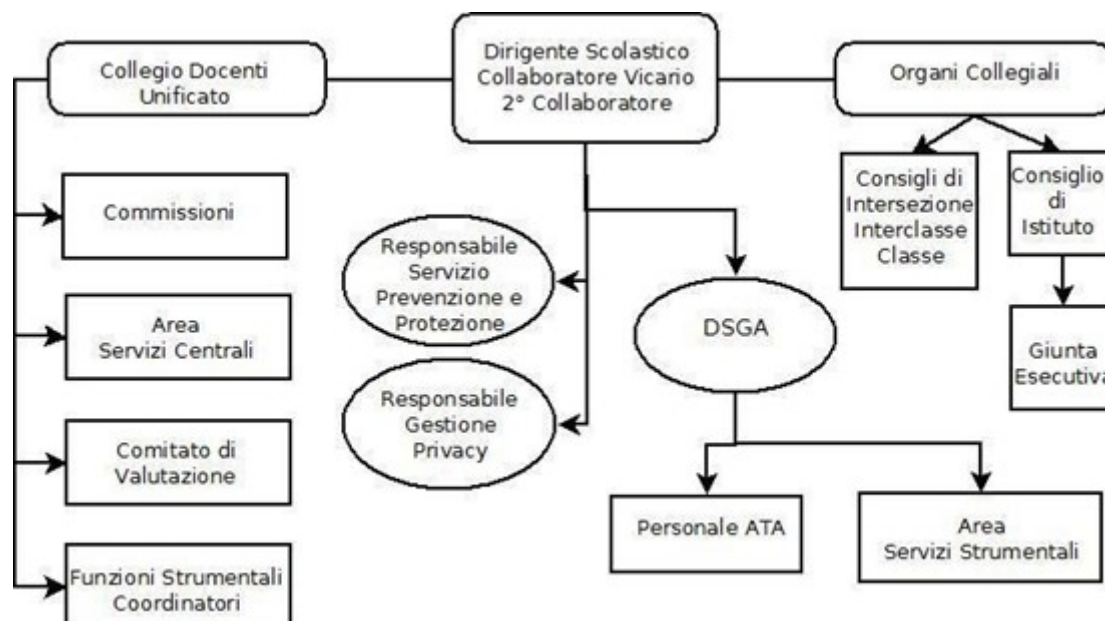 Collegio Docenti
Unificato
Dirigente Scolastico
Collaboratore Vicario
2° Collaboratore
Organi Collegiali
Commissioni
Area
Servizi Centrali
Comitato di
Valutazione
Funzioni Strumentali
Coordinatori
Responsabile
Servizio
Prevenzione e
Protezione
Responsabile
Gestione
Privacy
DSGA
Personale ATA
Area
Servizi Strumentali
Consigli di
Intersezione
Interclasse
Classe
Consiglio
di
Istituto
Giunta
Esecutiva